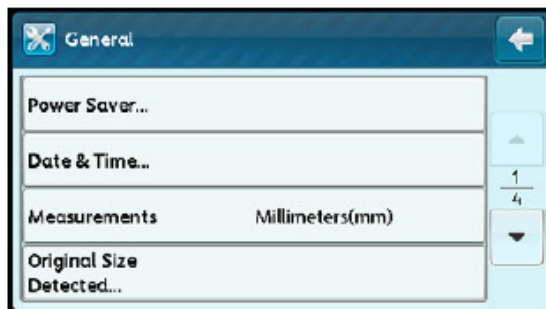 General
Power Saver...
Date & Time...
Measurements Millimeters(mm)
Original Size
Detected...
1
4